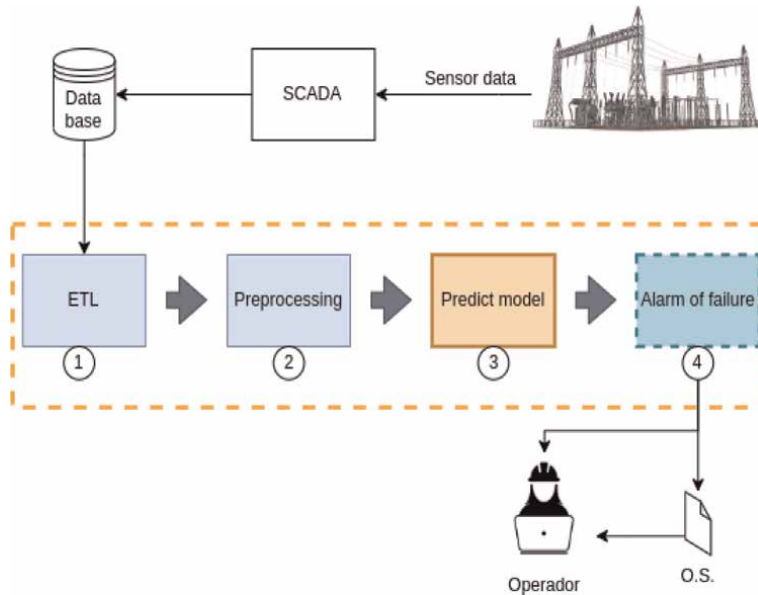 Sensor data
SCADA
Data
base
ETL
Preprocessing
Predict model
Alarm of failure
1
2
3
4
Operador
O.S.